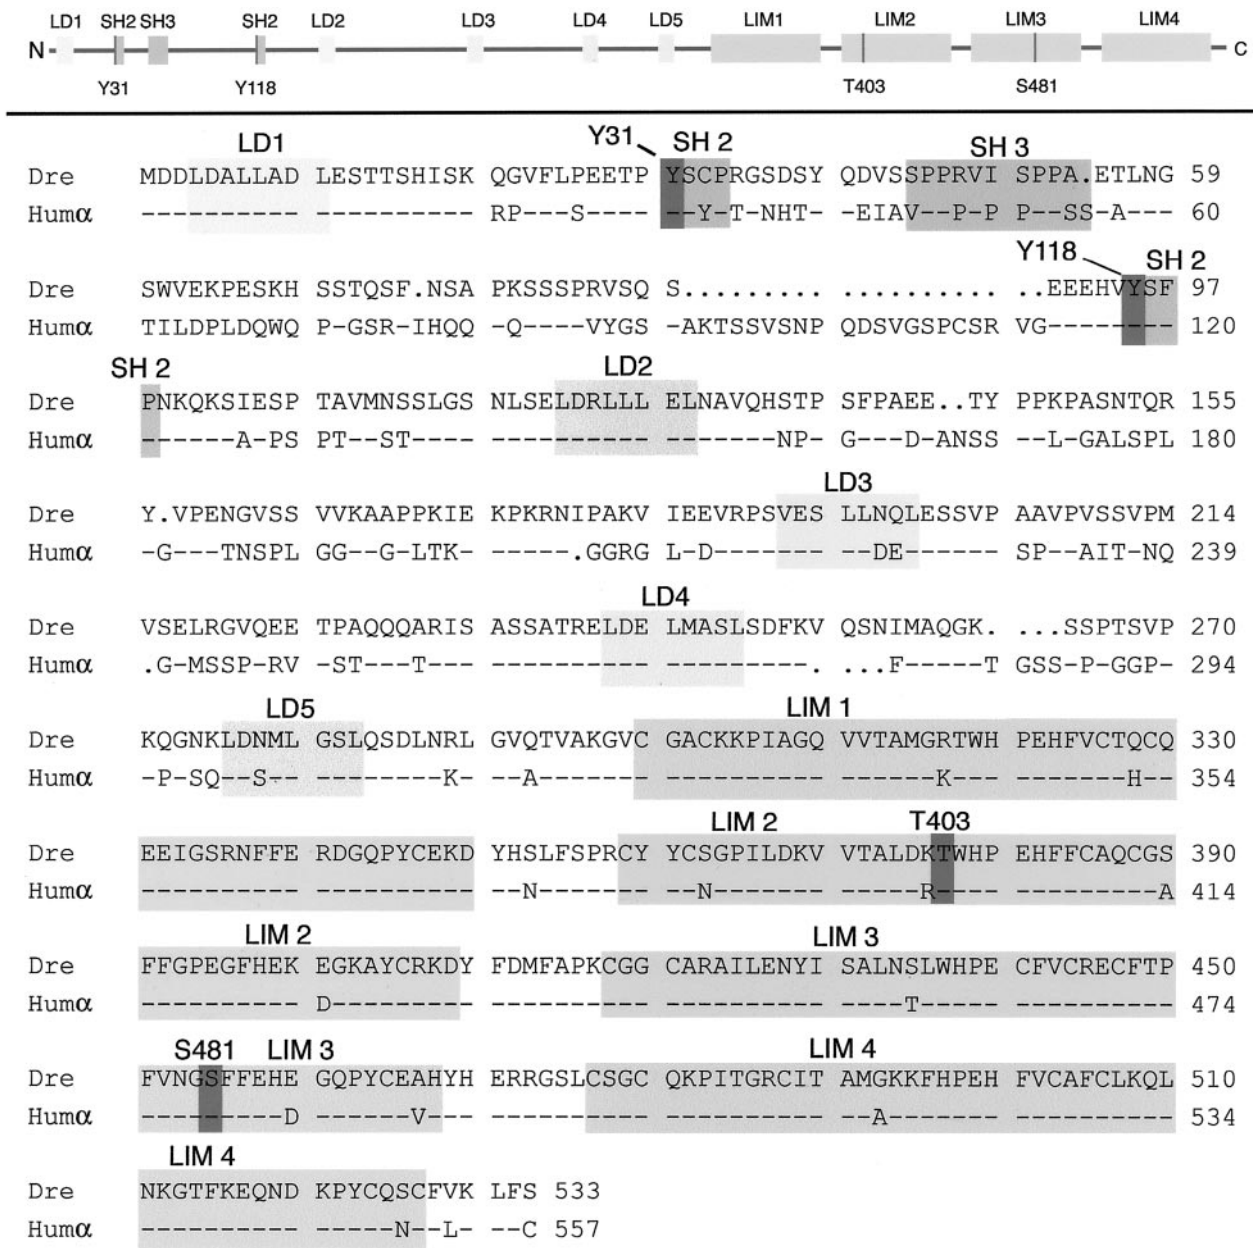 LD1 SH2 SH3 SH2 LD2 LD3 LD4 LD5 LIM1 LIM2 LIM3 LIM4
N C
Y31 Y118 T403 S481
LD1 Y31 SH 2 SH 3
Dre MDDLDALLAD LESTTSHISK QGVFLPEETP YSCPRGSDSY QDVSSPPRVI SPPA.ETLNG 59
Humα ---------- ---------- RP---S---- --Y-T-NHT- -EIAV--P-P P--SS-A--- 60
Y118 SH 2
Dre SWVEKPESKH SSTQSF.NSA PKSSSPRVSQ S......... .......... ..EEEHVYSF 97
Humα TILDPLDQWQ P-GSR-IHQQ -Q----VYGS -AKTSSVSNP QDSVGSPCSR VG-------- 120
SH 2 LD2
Dre PNKQKSIESP TAVMNSSLGS NLSELDRLLL ELNAVQHSTP SFPAEE..TY PPKPASNTQR 155
Humα ------A-PS PT--ST---- ---------- -------NP- G---D-ANSS --L-GALSPL 180
LD3
Dre Y.VPENGVSS VVKAAPPKIE KPKRNIPAKV IEEVRPSVES LLNQLESSVP AAVPVSSVPM 214
Humα -G---TNSPL GG--G-LTK- ------.GGRG L-D------- --DE------ SP--AIT-NQ 239
LD4
Dre VSELRGVQEE TPAQQQARIS ASSATRELDE LMASLSDFKV QSNIMAQGK. ...SSPTSVP 270
Humα .G-MSSP-RV -ST---T--- ---------- ---------. ...F-----T GSS-P-GGP- 294
LD5 LIM 1
Dre KQGNKLDNML GSLQSDLNRL GVQTVAKGVC GACKKPIAGQ VVTAMGRTWH PEHFVCTQCQ 330
Humα -P-SQ--S-- --------K- --A------- ---------- ------K--- -------H-- 354
LIM 2 T403
Dre EEIGSRNFFE RDGQPYCEKD YHSLFSPRCY YCSGPILDKV VTALDKTWHP EHFFCAQCGS 390
Humα ---------- ---------- --N------- --N------- -----R---- ---------A 414
LIM 2 LIM 3
Dre FFGPEGFHEK EGKAYCRKDY FDMFAPKCGG CARAILENYI SALNSLWHPE CFVCRECFTP 450
Humα ---------- D--------- ---------- ---------- ----T----- ---------- 474
S481 LIM 3 LIM 4
Dre FVNGSFFEHE GQPYCEAHYH ERRGSLCSGC QKPITGRCIT AMGKKFHPEH FVCAFCLKQL 510
Humα ---------D ------V--- ---------- ---------- --A------- ---------- 534
LIM 4
Dre NKGTFKEQND KPYCQSCFVK LFS 533
Humα ---------- -----N--L- --C 557